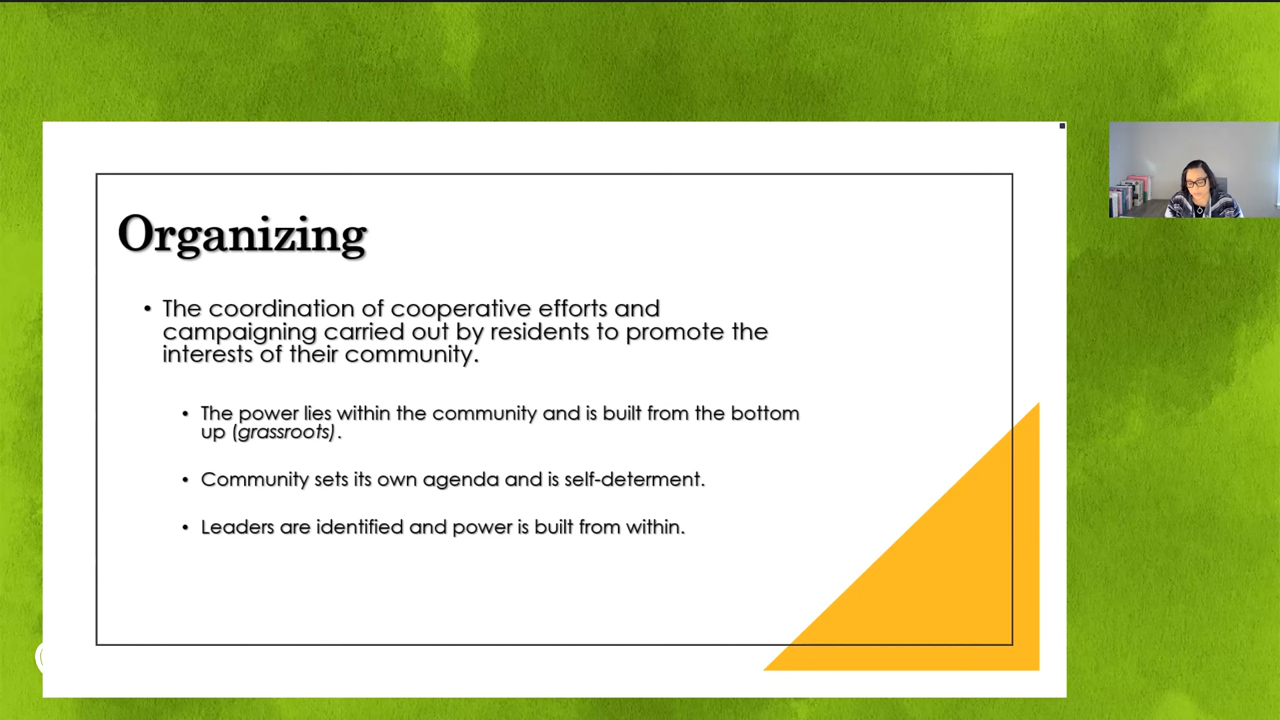 Organizing
• The coordination of cooperative efforts and
campaigning carried out by residents to promote the
interests of their community.
• The power lies within the community and is built from the bottom
up (grassroots).
• Community sets its own agenda and is self-determent.
• Leaders are identified and power is built from within.